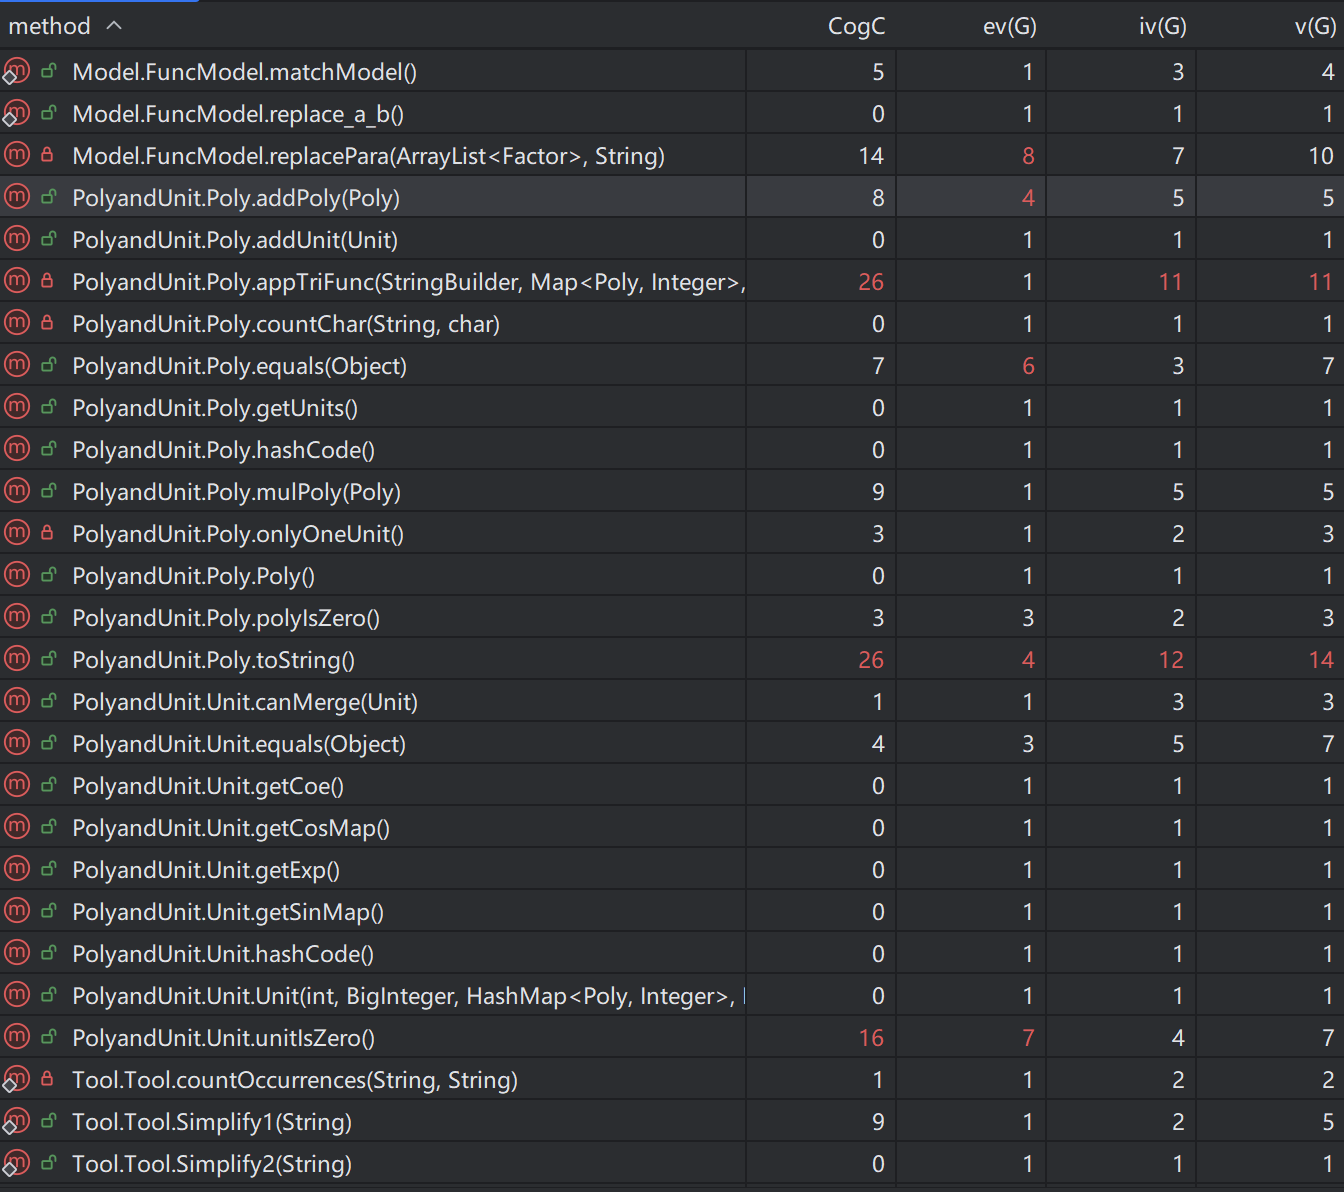 method CogC ev(G) iv(G) v(G)
Model.FuncModel.matchModel() 5 1 3 4
Model.FuncModel.replace_a_b() 0 1 1 1
Model.FuncModel.replacePara(ArrayList<Factor>, String) 14 8 7 10
PolyandUnit.Poly.addPoly(Poly) 8 4 5 5
PolyandUnit.Poly.addUnit(Unit) 0 1 1 1
PolyandUnit.Poly.appTriFunc(StringBuilder, Map<Poly, Integer>, 26 1 11 11
PolyandUnit.Poly.countChar(String, char) 0 1 1 1
PolyandUnit.Poly.equals(Object) 7 6 3 7
PolyandUnit.Poly.getUnits() 0 1 1 1
PolyandUnit.Poly.hashCode() 0 1 1 1
PolyandUnit.Poly.mulPoly(Poly) 9 1 5 5
PolyandUnit.Poly.onlyOneUnit() 3 1 2 3
PolyandUnit.Poly.Poly() 0 1 1 1
PolyandUnit.Poly.polyIsZero() 3 3 2 3
PolyandUnit.Poly.toString() 26 4 12 14
PolyandUnit.Unit.canMerge(Unit) 1 1 3 3
PolyandUnit.Unit.equals(Object) 4 3 5 7
PolyandUnit.Unit.getCoe() 0 1 1 1
PolyandUnit.Unit.getCosMap() 0 1 1 1
PolyandUnit.Unit.getExp() 0 1 1 1
PolyandUnit.Unit.getSinMap() 0 1 1 1
PolyandUnit.Unit.hashCode() 0 1 1 1
PolyandUnit.Unit.Unit(int, BigInteger, HashMap<Poly, Integer>, 0 1 1 1
PolyandUnit.Unit.unitIsZero() 16 7 4 7
Tool.Tool.countOccurrences(String, String) 1 1 2 2
Tool.Tool.Simplify1(String) 9 1 2 5
Tool.Tool.Simplify2(String) 0 1 1 1